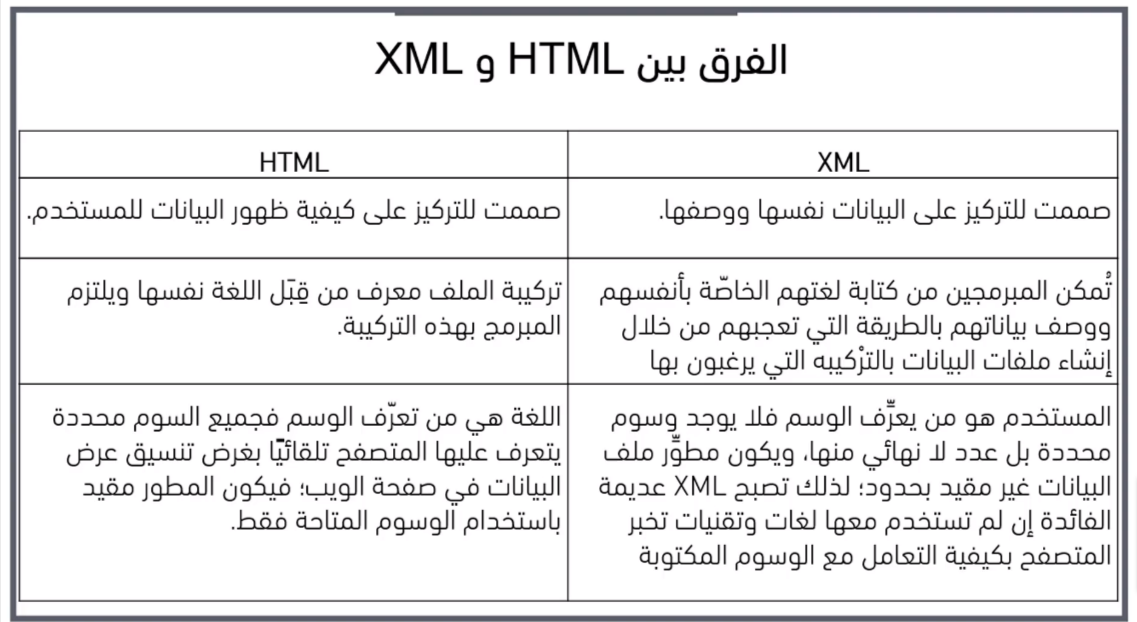 الفرق بين HTML و XML
XML
HTML
صممت للتركيز على البيانات نفسها ووصفها.
صممت للتركيز على كيفية ظهور البيانات للمستخدم.
تُمكن المبرمجين من كتابة لغتهم الخاصّة بأنفسهم
ووصف بياناتهم بالطريقة التي تعجبهم من خلال
إنشاء ملفات البيانات بالترْكيبه التي يرغبون بها
تركيبة الملف معرف من قِبَل اللغة نفسها ويلتزم
المبرمج بهذه التركيبة.
المستخدم هو من يعرِّف الوسم فلا يوجد وسوم
محددة بل عدد لا نهائي منها، ويكون مطوِّر ملف
البيانات غير مقيد بحدود؛ لذلك تصبح XML عديمة
الفائدة إن لم تستخدم معها لغات وتقنيات تخبر
المتصفح بكيفية التعامل مع الوسوم المكتوبة
اللغة هي من تعرّف الوسم فجميع السوم محددة
يتعرف عليها المتصفح تلقائيًّا بغرض تنسيق عرض
البيانات في صفحة الويب؛ فيكون المطور مقيد
باستخدام الوسوم المتاحة فقط.